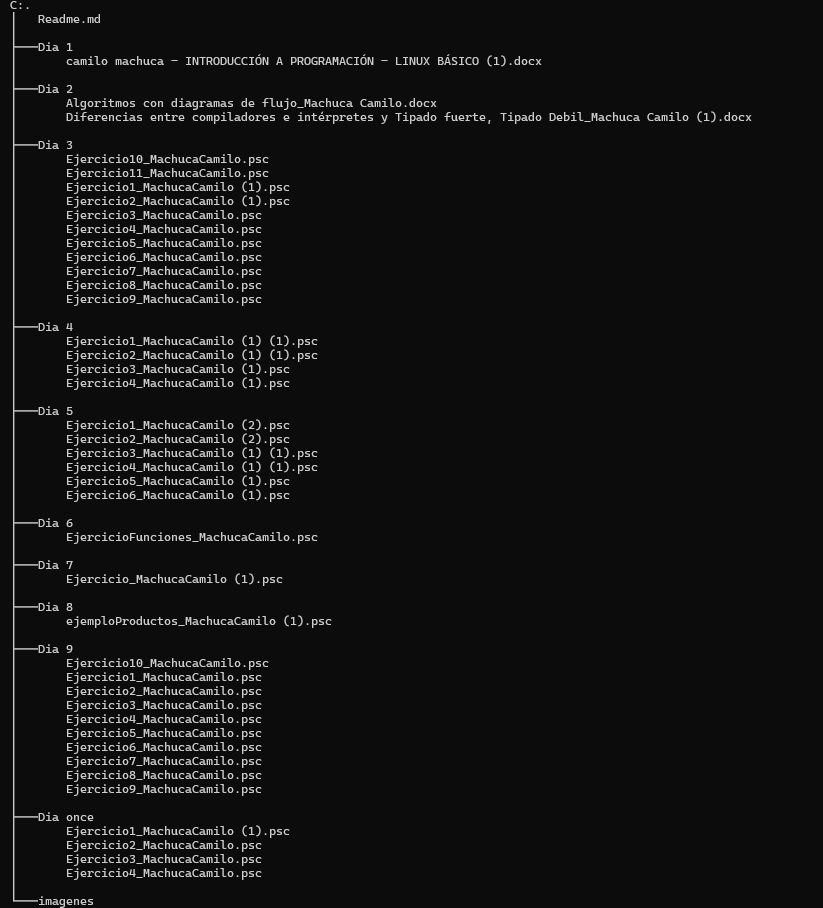 C:.
Readme.md
Dia 1
camilo machuca - INTRODUCCIÓN A PROGRAMACIÓN - LINUX BÁSICO (1).docx
Dia 2
Algoritmos con diagramas de flujo_Machuca Camilo.docx
Diferencias entre compiladores e intérpretes y Tipado fuerte, Tipado Debil_Machuca Camilo (1).docx
Dia 3
Ejercicio10_MachucaCamilo.psc
Ejercicio11_MachucaCamilo.psc
Ejercicio1_MachucaCamilo (1).psc
Ejercicio2_MachucaCamilo (1).psc
Ejercicio3_MachucaCamilo.psc
Ejercicio4_MachucaCamilo.psc
Ejercicio5_MachucaCamilo.psc
Ejercicio6_MachucaCamilo.psc
Ejercicio7_MachucaCamilo.psc
Ejercicio8_MachucaCamilo.psc
Ejercicio9_MachucaCamilo.psc
Dia 4
Ejercicio1_MachucaCamilo (1) (1).psc
Ejercicio2_MachucaCamilo (1) (1).psc
Ejercicio3_MachucaCamilo (1).psc
Ejercicio4_MachucaCamilo (1).psc
Dia 5
Ejercicio1_MachucaCamilo (2).psc
Ejercicio2_MachucaCamilo (2).psc
Ejercicio3_MachucaCamilo (1) (1).psc
Ejercicio4_MachucaCamilo (1) (1).psc
Ejercicio5_MachucaCamilo (1).psc
Ejercicio6_MachucaCamilo (1).psc
Dia 6
EjercicioFunciones_MachucaCamilo.psc
Dia 7
Ejercicio_MachucaCamilo (1).psc
Dia 8
ejemploProductos_MachucaCamilo (1).psc
Dia 9
Ejercicio10_MachucaCamilo.psc
Ejercicio1_MachucaCamilo.psc
Ejercicio2_MachucaCamilo.psc
Ejercicio3_MachucaCamilo.psc
Ejercicio4_MachucaCamilo.psc
Ejercicio5_MachucaCamilo.psc
Ejercicio6_MachucaCamilo.psc
Ejercicio7_MachucaCamilo.psc
Ejercicio8_MachucaCamilo.psc
Ejercicio9_MachucaCamilo.psc
Dia once
Ejercicio1_MachucaCamilo (1).psc
Ejercicio2_MachucaCamilo.psc
Ejercicio3_MachucaCamilo.psc
Ejercicio4_MachucaCamilo.psc
imagenes